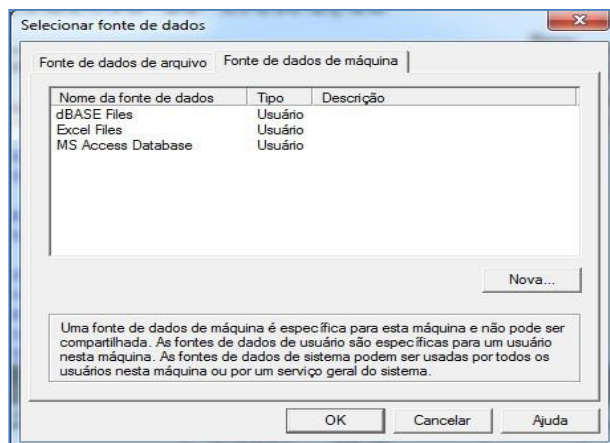 Selecionar fonte de dados
Fonte de dados de arquivo Fonte de dados de máquina
Nome da fonte de dados Tipo Descrição
dBASE Files Usuário
Excel Files Usuário
MS Access Database Usuário
Nova...
Uma fonte de dados de máquina é específica para esta máquina e não pode ser
compartilhada. As fontes de dados de usuário são específicas para um usuário
nesta máquina. As fontes de dados de sistema podem ser usadas por todos os
usuários nesta máquina ou por um serviço geral do sistema.
OK Cancelar Ajuda